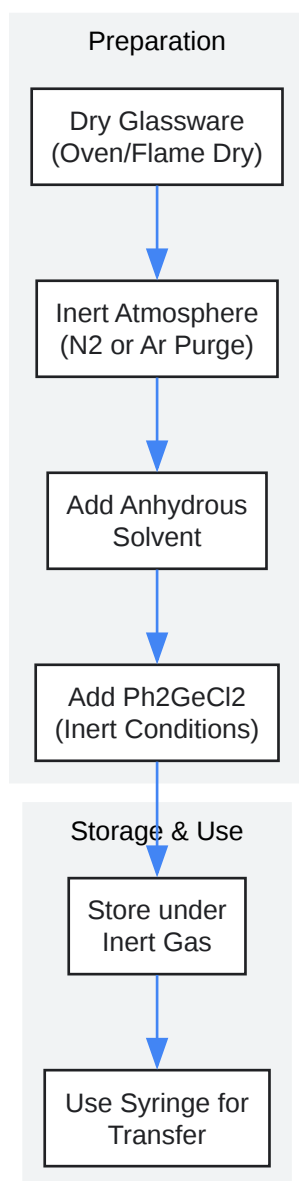 Preparation
Dry Glassware
(Oven/Flame Dry)
Inert Atmosphere
(N2 or Ar Purge)
Add Anhydrous
Solvent
Add Ph2GeCl2
(Inert Conditions)
Storage & Use
Store under
Inert Gas
Use Syringe for
Transfer